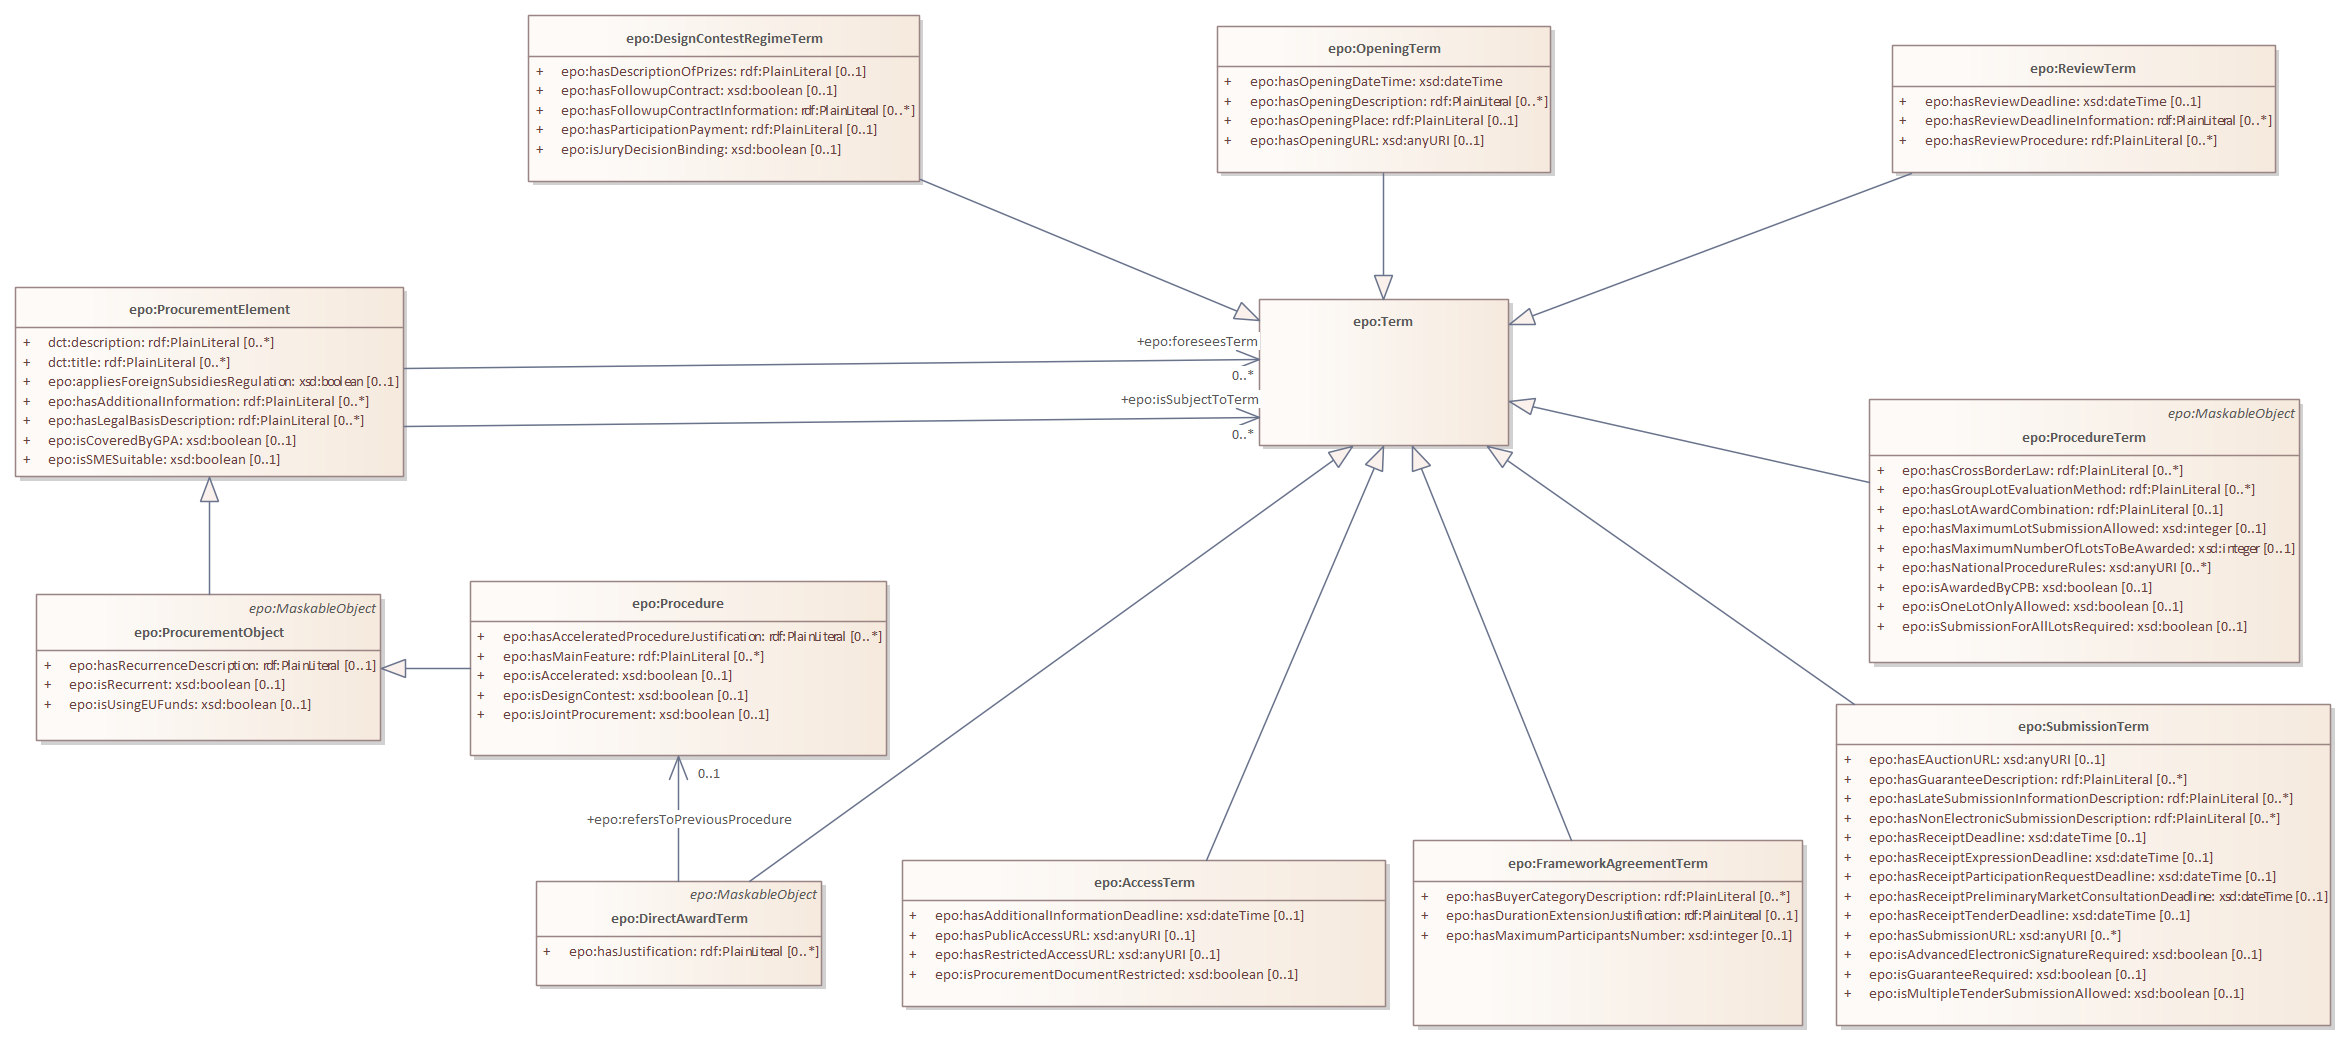 epo:DesignContestRegimeTerm
+ epo:hasDescriptionOfPrizes: rdf:PlainLiteral [0..1]
+ epo:hasFollowupContract: xsd:boolean [0..1]
+ epo:hasFollowupContractInformation: rdf:PlainLiteral [0..*]
+ epo:hasParticipationPayment: rdf:PlainLiteral [0..1]
+ epo:isJuryDecisionBinding: xsd:boolean [0..1]
epo:OpeningTerm
+ epo:hasOpeningDateTime: xsd:dateTime
+ epo:hasOpeningDescription: rdf:PlainLiteral [0..*]
+ epo:hasOpeningPlace: rdf:PlainLiteral [0..1]
+ epo:hasOpeningURL: xsd:anyURI [0..1]
epo:ReviewTerm
+ epo:hasReviewDeadline: xsd:dateTime [0..1]
+ epo:hasReviewDeadlineInformation: rdf:PlainLiteral [0..*]
+ epo:hasReviewProcedure: rdf:PlainLiteral [0..*]
epo:ProcurementElement
+ dct:description: rdf:PlainLiteral [0..*]
+ dct:title: rdf:PlainLiteral [0..*]
+ epo:appliesForeignSubsidiesRegulation: xsd:boolean [0..1]
+ epo:hasAdditionalInformation: rdf:PlainLiteral [0..*]
+ epo:hasLegalBasisDescription: rdf:PlainLiteral [0..*]
+ epo:isCoveredByGPA: xsd:boolean [0..1]
+ epo:isSMESuitable: xsd:boolean [0..1]
+epo:foreseesTerm
0..*
+epo:isSubjectToTerm
0..*
epo:Term
epo:MaskableObject
epo:ProcedureTerm
+ epo:hasCrossBorderLaw: rdf:PlainLiteral [0..*]
+ epo:hasGroupLotEvaluationMethod: rdf:PlainLiteral [0..*]
+ epo:hasLotAwardCombination: rdf:PlainLiteral [0..1]
+ epo:hasMaximumLotSubmissionAllowed: xsd:integer [0..1]
+ epo:hasMaximumNumberOfLotsToBeAwarded: xsd:integer [0..1]
+ epo:hasNationalProcedureRules: xsd:anyURI [0..*]
+ epo:isAwardedByCPB: xsd:boolean [0..1]
+ epo:isOneLotOnlyAllowed: xsd:boolean [0..1]
+ epo:isSubmissionForAllLotsRequired: xsd:boolean [0..1]
epo:MaskableObject
epo:ProcurementObject
+ epo:hasRecurrenceDescription: rdf:PlainLiteral [0..1]
+ epo:isRecurrent: xsd:boolean [0..1]
+ epo:isUsingEUFunds: xsd:boolean [0..1]
epo:Procedure
+ epo:hasAcceleratedProcedureJustification: rdf:PlainLiteral [0..*]
+ epo:hasMainFeature: rdf:PlainLiteral [0..*]
+ epo:isAccelerated: xsd:boolean [0..1]
+ epo:isDesignContest: xsd:boolean [0..1]
+ epo:isJointProcurement: xsd:boolean [0..1]
0..1
+epo:refersToPreviousProcedure
epo:MaskableObject
epo:DirectAwardTerm
+ epo:hasJustification: rdf:PlainLiteral [0..*]
epo:AccessTerm
+ epo:hasAdditionalInformationDeadline: xsd:dateTime [0..1]
+ epo:hasPublicAccessURL: xsd:anyURI [0..1]
+ epo:hasRestrictedAccessURL: xsd:anyURI [0..1]
+ epo:isProcurementDocumentRestricted: xsd:boolean [0..1]
epo:FrameworkAgreementTerm
+ epo:hasBuyerCategoryDescription: rdf:PlainLiteral [0..*]
+ epo:hasDurationExtensionJustification: rdf:PlainLiteral [0..1]
+ epo:hasMaximumParticipantsNumber: xsd:integer [0..1]
epo:SubmissionTerm
+ epo:hasEAuctionURL: xsd:anyURI [0..1]
+ epo:hasGuaranteeDescription: rdf:PlainLiteral [0..*]
+ epo:hasLateSubmissionInformationDescription: rdf:PlainLiteral [0..*]
+ epo:hasNonElectronicSubmissionDescription: rdf:PlainLiteral [0..*]
+ epo:hasReceiptDeadline: xsd:dateTime [0..1]
+ epo:hasReceiptExpressionDeadline: xsd:dateTime [0..1]
+ epo:hasReceiptParticipationRequestDeadline: xsd:dateTime [0..1]
+ epo:hasReceiptPreliminaryMarketConsultationDeadline: xsd:dateTime [0..1]
+ epo:hasReceiptTenderDeadline: xsd:dateTime [0..1]
+ epo:hasSubmissionURL: xsd:anyURI [0..*]
+ epo:isAdvancedElectronicSignatureRequired: xsd:boolean [0..1]
+ epo:isGuaranteeRequired: xsd:boolean [0..1]
+ epo:isMultipleTenderSubmissionAllowed: xsd:boolean [0..1]